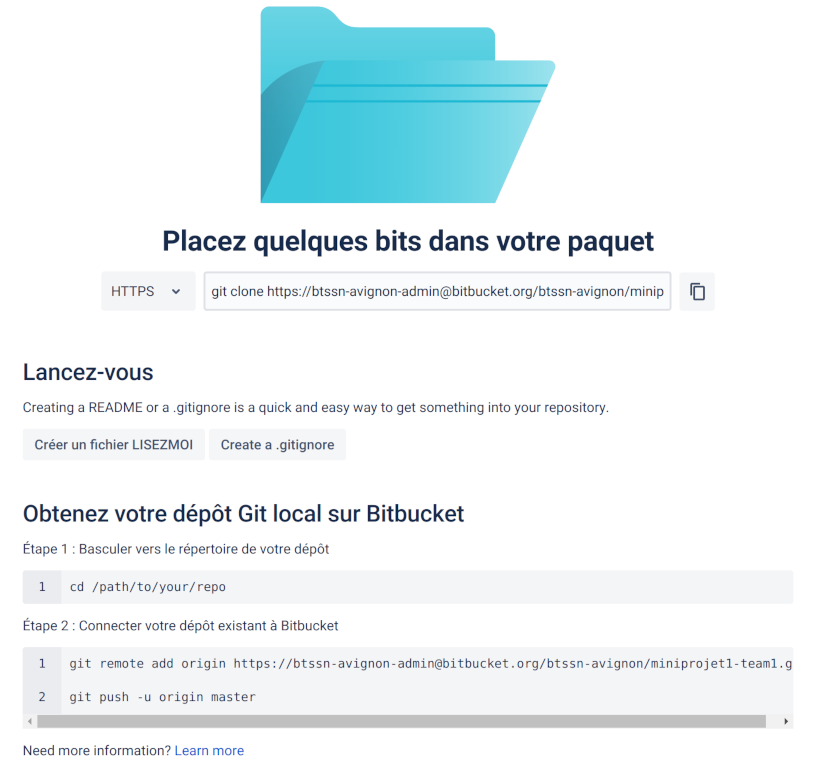 Placez quelques bits dans votre paquet
HTTPS
git clone https://btssn-avignon-admin@bitbucket.org/btssn-avignon/minip
Lancez-vous
Creating a README or a .gitignore is a quick and easy way to get something into your repository.
Créer un fichier LISEZMOI Create a .gitignore
Obtenez votre dépôt Git local sur Bitbucket
Étape 1 : Basculer vers le répertoire de votre dépôt
1 cd /path/to/your/repo
Étape 2 : Connecter votre dépôt existant à Bitbucket
1 git remote add origin https://btssn-avignon-admin@bitbucket.org/btssn-avignon/miniprojet1-team1.g
2 git push -u origin master
Need more information? Learn more